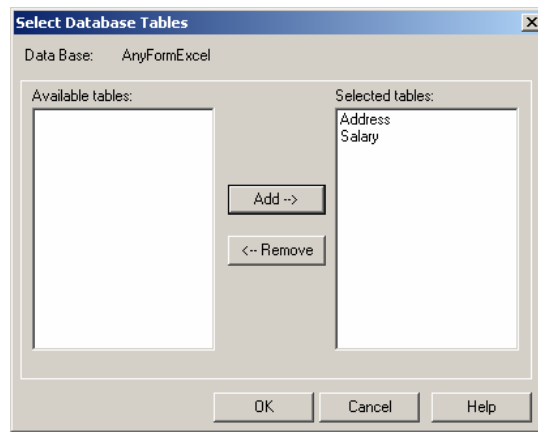 Select Database Tables
Data Base: AnyFormExcel
Available tables:
Selected tables:
Address
Salary
Add -->
<-- Remove
OK
Cancel
Help